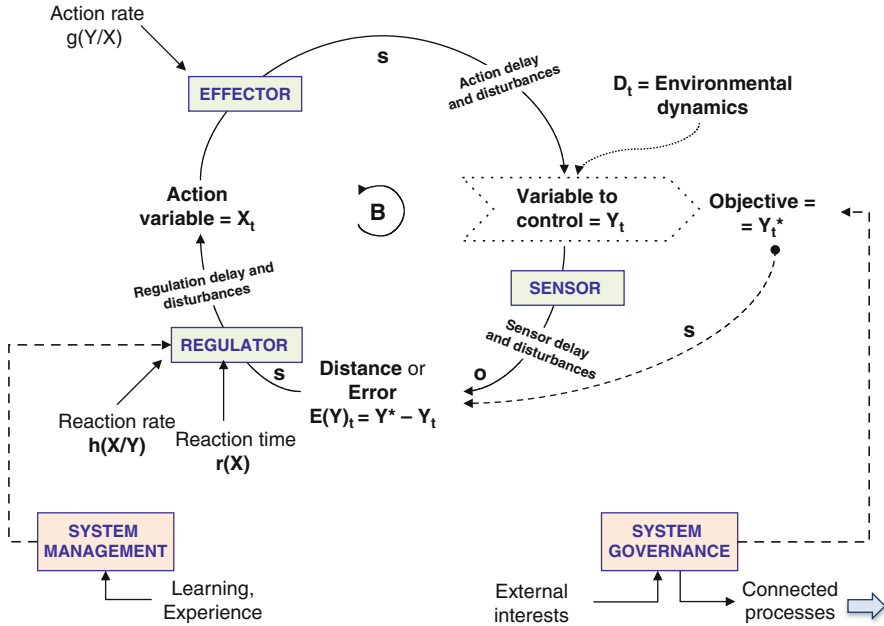 Action rate
g(Y/X)
EFFECTOR
s
Action delay
and disturbances
D_t = Environmental
dynamics
Action
variable = X_t
B
Variable to
control = Y_t
Objective =
= Y_t*
Regulation delay and
disturbances
SENSOR
REGULATOR
s
Distance or
Error
E(Y)_t = Y* – Y_t
o
Sensor delay
and disturbances
s
Reaction rate
h(X/Y)
Reaction time
r(X)
SYSTEM
MANAGEMENT
Learning,
Experience
SYSTEM
GOVERNANCE
External
interests
Connected
processes